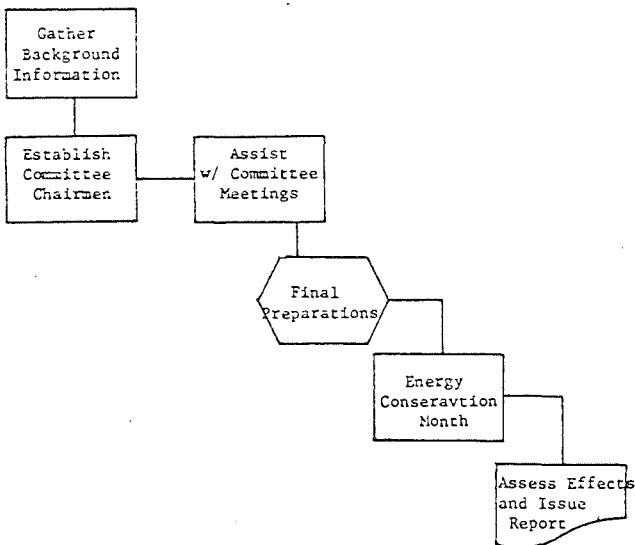 Gather
Background
Information
Establish
Committee
Chairmen
Assist
w/ Committee
Meetings
Final
Preparations
Energy
Conseravtion
Month
Assess Effects
and Issue
Report